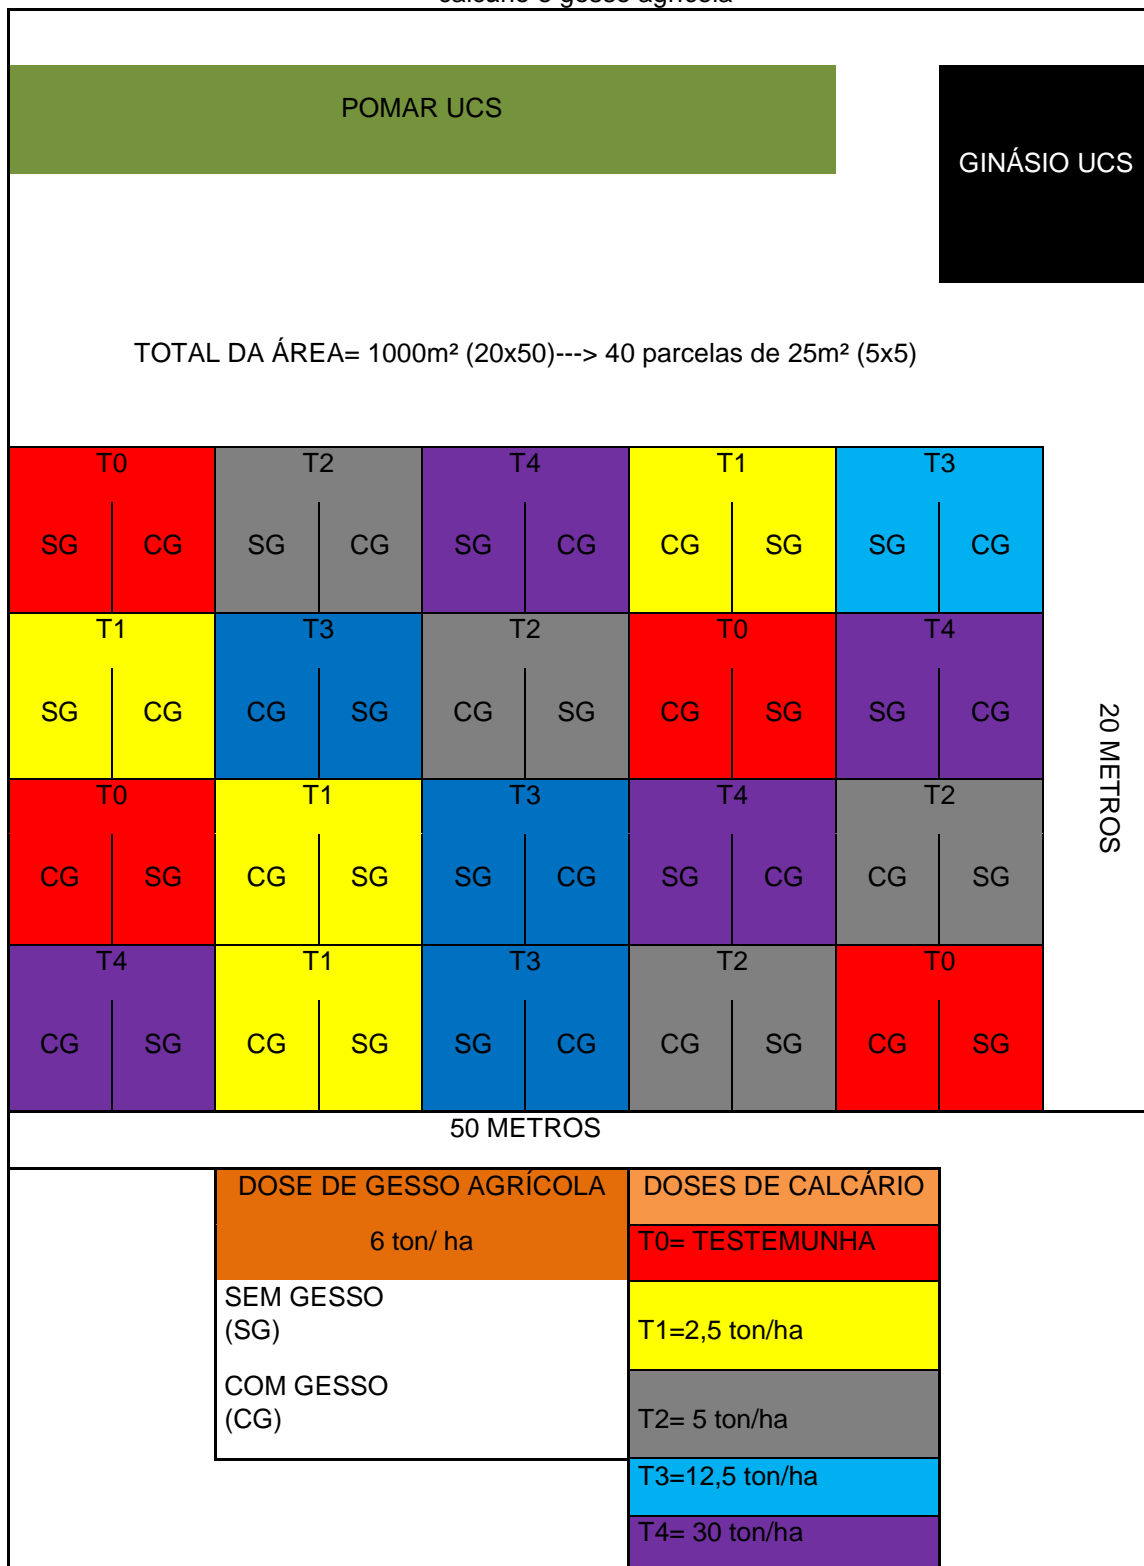 calcário e gesso agrícola
POMAR UCS
GINÁSIO UCS
TOTAL DA ÁREA= 1000m² (20x50)---> 40 parcelas de 25m² (5x5)
T0 T2 T4 T1 T3
SG CG SG CG SG CG CG SG SG CG
T1 T3 T2 T0 T4
SG CG CG SG CG SG CG SG SG CG
20 METROS
T0 T1 T3 T4 T2
CG SG CG SG SG CG SG CG CG SG
T4 T1 T3 T2 T0
CG SG CG SG SG CG CG SG CG SG
50 METROS
DOSE DE GESSO AGRÍCOLA DOSES DE CALCÁRIO
6 ton/ ha T0= TESTEMUNHA
SEM GESSO
(SG) T1=2,5 ton/ha
COM GESSO
(CG) T2= 5 ton/ha
T3=12,5 ton/ha
T4= 30 ton/ha